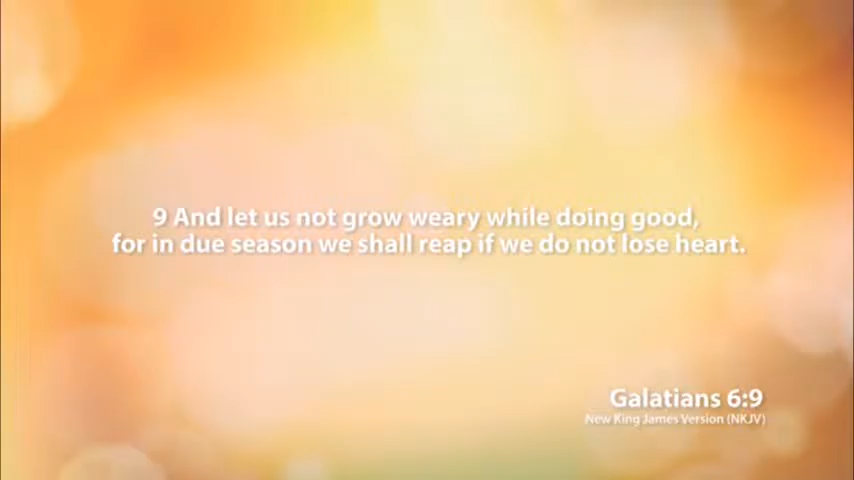 9 And let us not grow weary while doing good,
for in due season we shall reap if we do not lose heart.
Galatians 6:9
New King James Version (NKJV)